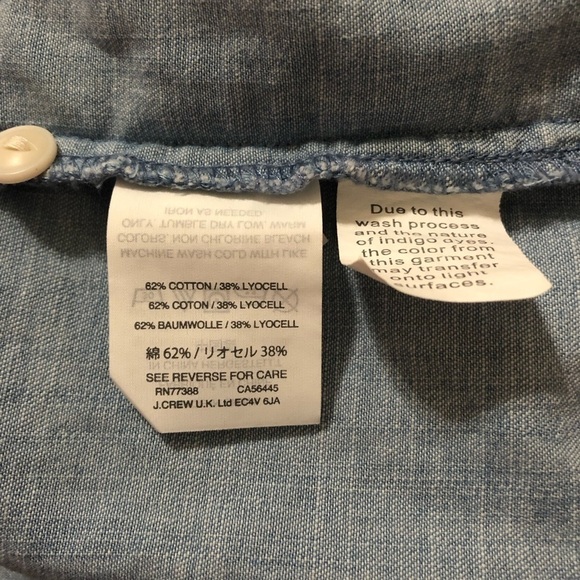 IRON AS NEEDED
ONLY. TUMBLE DRY LOW. WARM
COLORS. NON CHLORINE BLEACH
MACHINE WASH COLD WITH LIKE
62% COTTON / 38% LYOCELL
62% COTON / 38% LYOCELL
62% BAUMWOLLE / 38% LYOCELL
綿 62% / リオセル 38%
SEE REVERSE FOR CARE
RN77388 CA56445
J.CREW U.K. Ltd EC4V 6JA
Due to this
wash process
and the nature
of indigo dyes,
the color from
this garment
may transfer
onto light
surfaces.